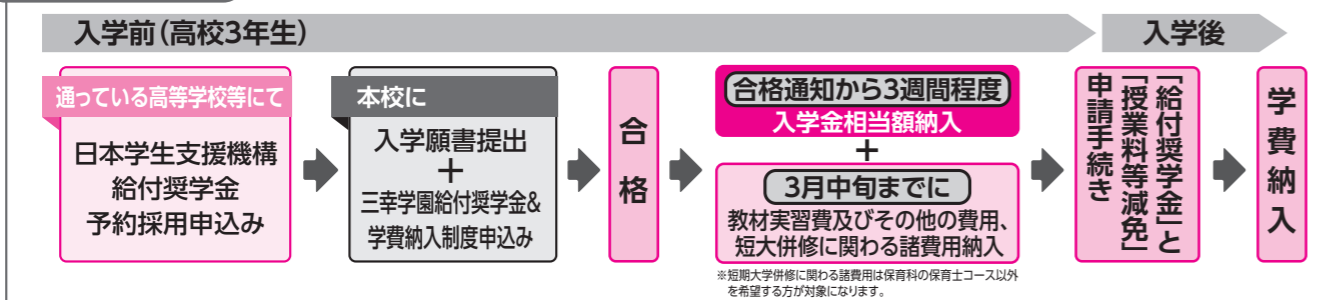 入学前(高校3年生)
入学後
通っている高等学校等にて
日本学生支援機構
給付奨学金
予約採用申込み
本校に
入学願書提出
+
三幸学園給付奨学金&
学費納入制度申込み
合格
合格通知から3週間程度
入学金相当額納入
+
3月中旬までに
教材実習費及びその他の費用、
短大併修に関わる諸費用納入
※短期大学併修に関わる諸費用は保育科の保育士コース以外
を希望する方が対象になります。
「給付奨学金」と
「授業料等減免」
申請手続き
学費納入